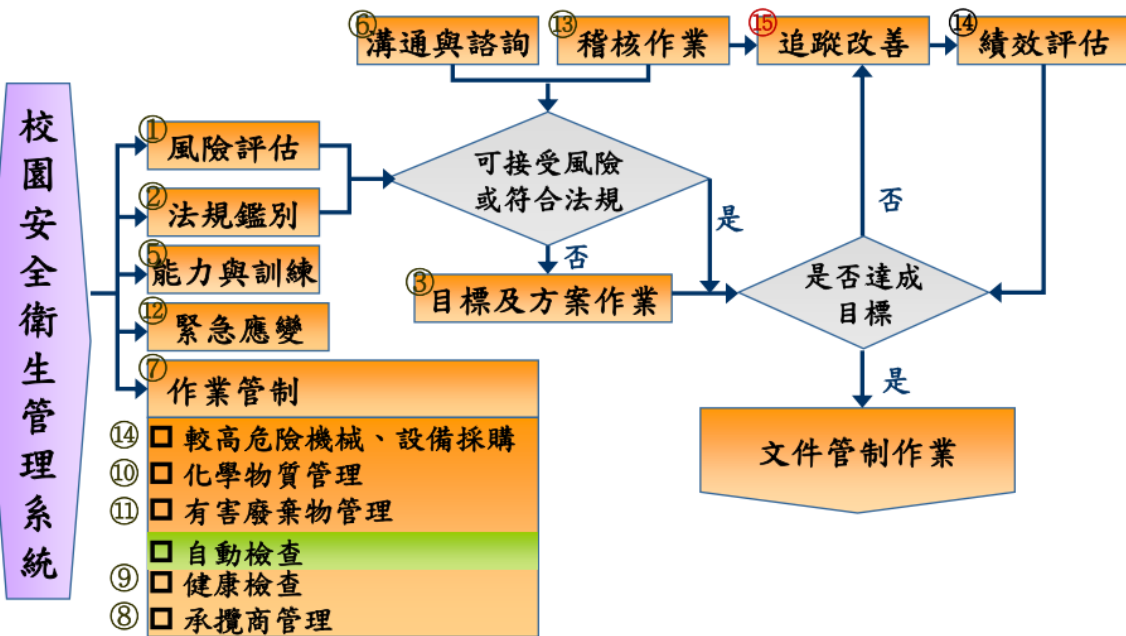 ⑥溝通與諮詢
⑬稽核作業
⑮追蹤改善
⑭績效評估
校園安全衛生管理系統
①風險評估
②法規鑑別
⑤能力與訓練
⑫緊急應變
可接受風險
或符合法規
是
否
③目標及方案作業
否
是否達成
目標
是
文件管制作業
⑦作業管制
⑭□ 較高危險機械、設備採購
⑩□ 化學物質管理
⑪□ 有害廢棄物管理
□ 自動檢查
⑨□ 健康檢查
⑧□ 承攬商管理